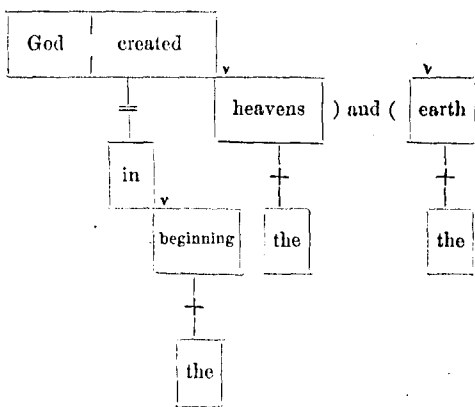 God created
v v
heavens ) and ( earth
in
v
beginning the the
the